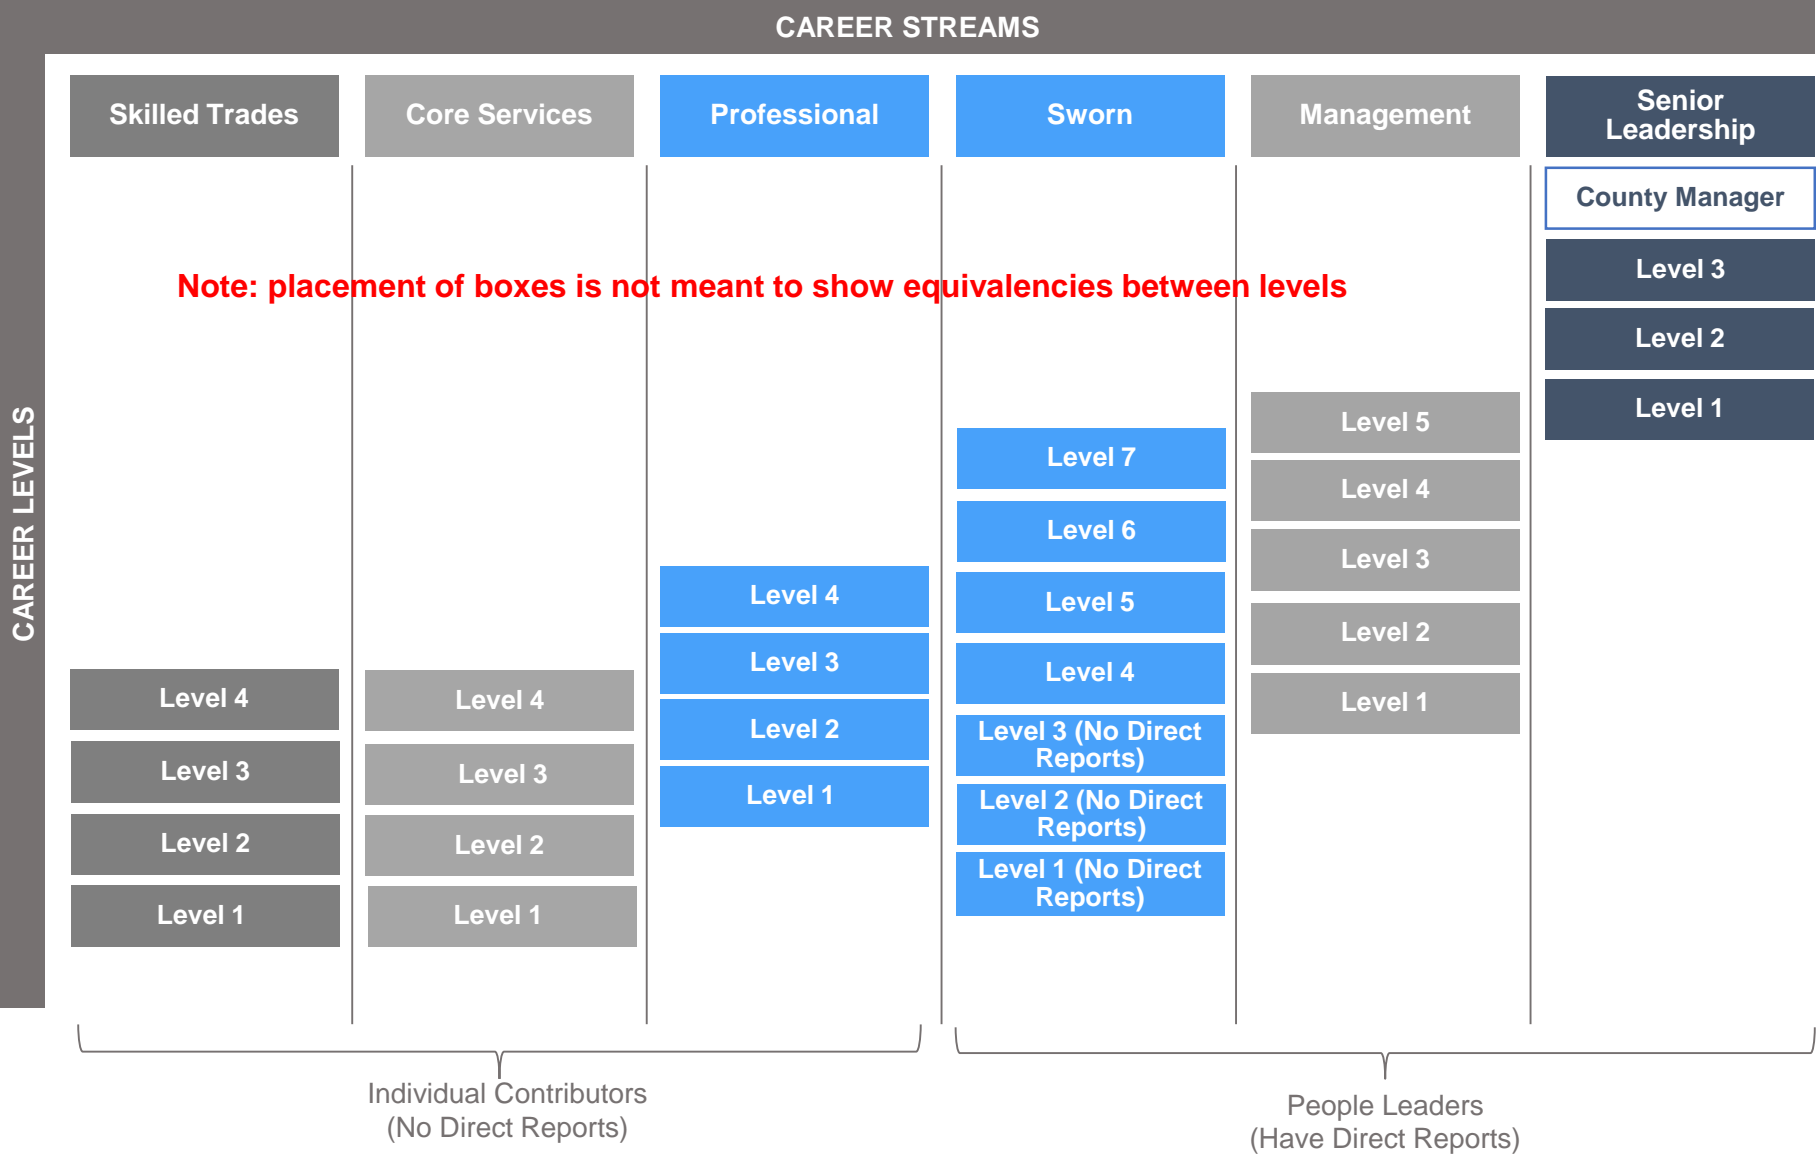 CAREER STREAMS
CAREER LEVELS
Skilled Trades
Core Services
Professional
Sworn
Management
Senior
Leadership
County Manager
Level 3
Level 2
Level 1
Note: placement of boxes is not meant to show equivalencies between levels
Level 4
Level 3
Level 2
Level 1
Level 4
Level 3
Level 2
Level 1
Level 4
Level 3
Level 2
Level 1
Level 7
Level 6
Level 5
Level 4
Level 3 (No Direct
Reports)
Level 2 (No Direct
Reports)
Level 1 (No Direct
Reports)
Level 5
Level 4
Level 3
Level 2
Level 1
Individual Contributors
(No Direct Reports)
People Leaders
(Have Direct Reports)